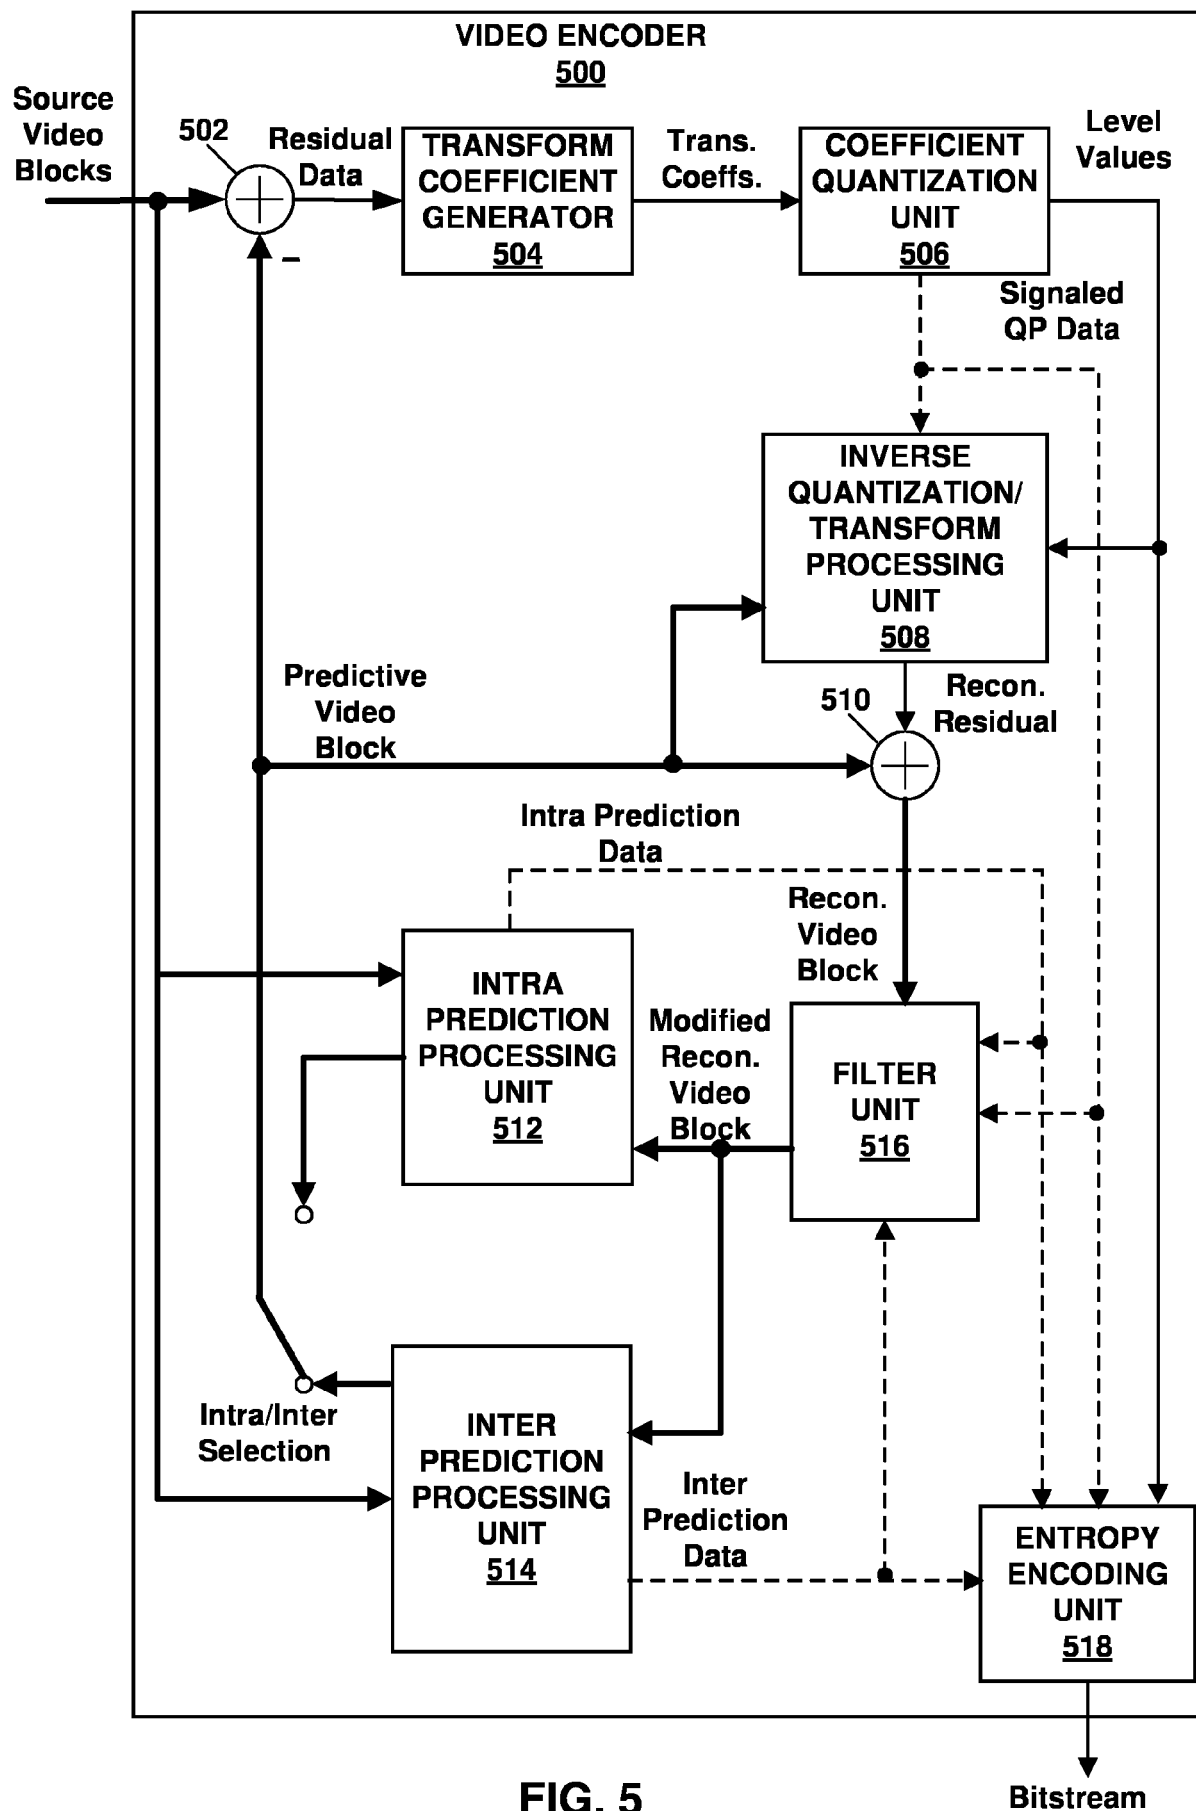 VIDEO ENCODER
500
Source
Video
Blocks
502
Residual
Data
TRANSFORM
COEFFICIENT
GENERATOR
504
Trans.
Coeffs.
COEFFICIENT
QUANTIZATION
UNIT
506
Level
Values
–
Signaled
QP Data
INVERSE
QUANTIZATION/
TRANSFORM
PROCESSING
UNIT
508
Predictive
Video
Block
510
Recon.
Residual
Intra Prediction
Data
Recon.
Video
Block
INTRA
PREDICTION
PROCESSING
UNIT
512
Modified
Recon.
Video
Block
FILTER
UNIT
516
Intra/Inter
Selection
INTER
PREDICTION
PROCESSING
UNIT
514
Inter
Prediction
Data
ENTROPY
ENCODING
UNIT
518
Bitstream
FIG. 5